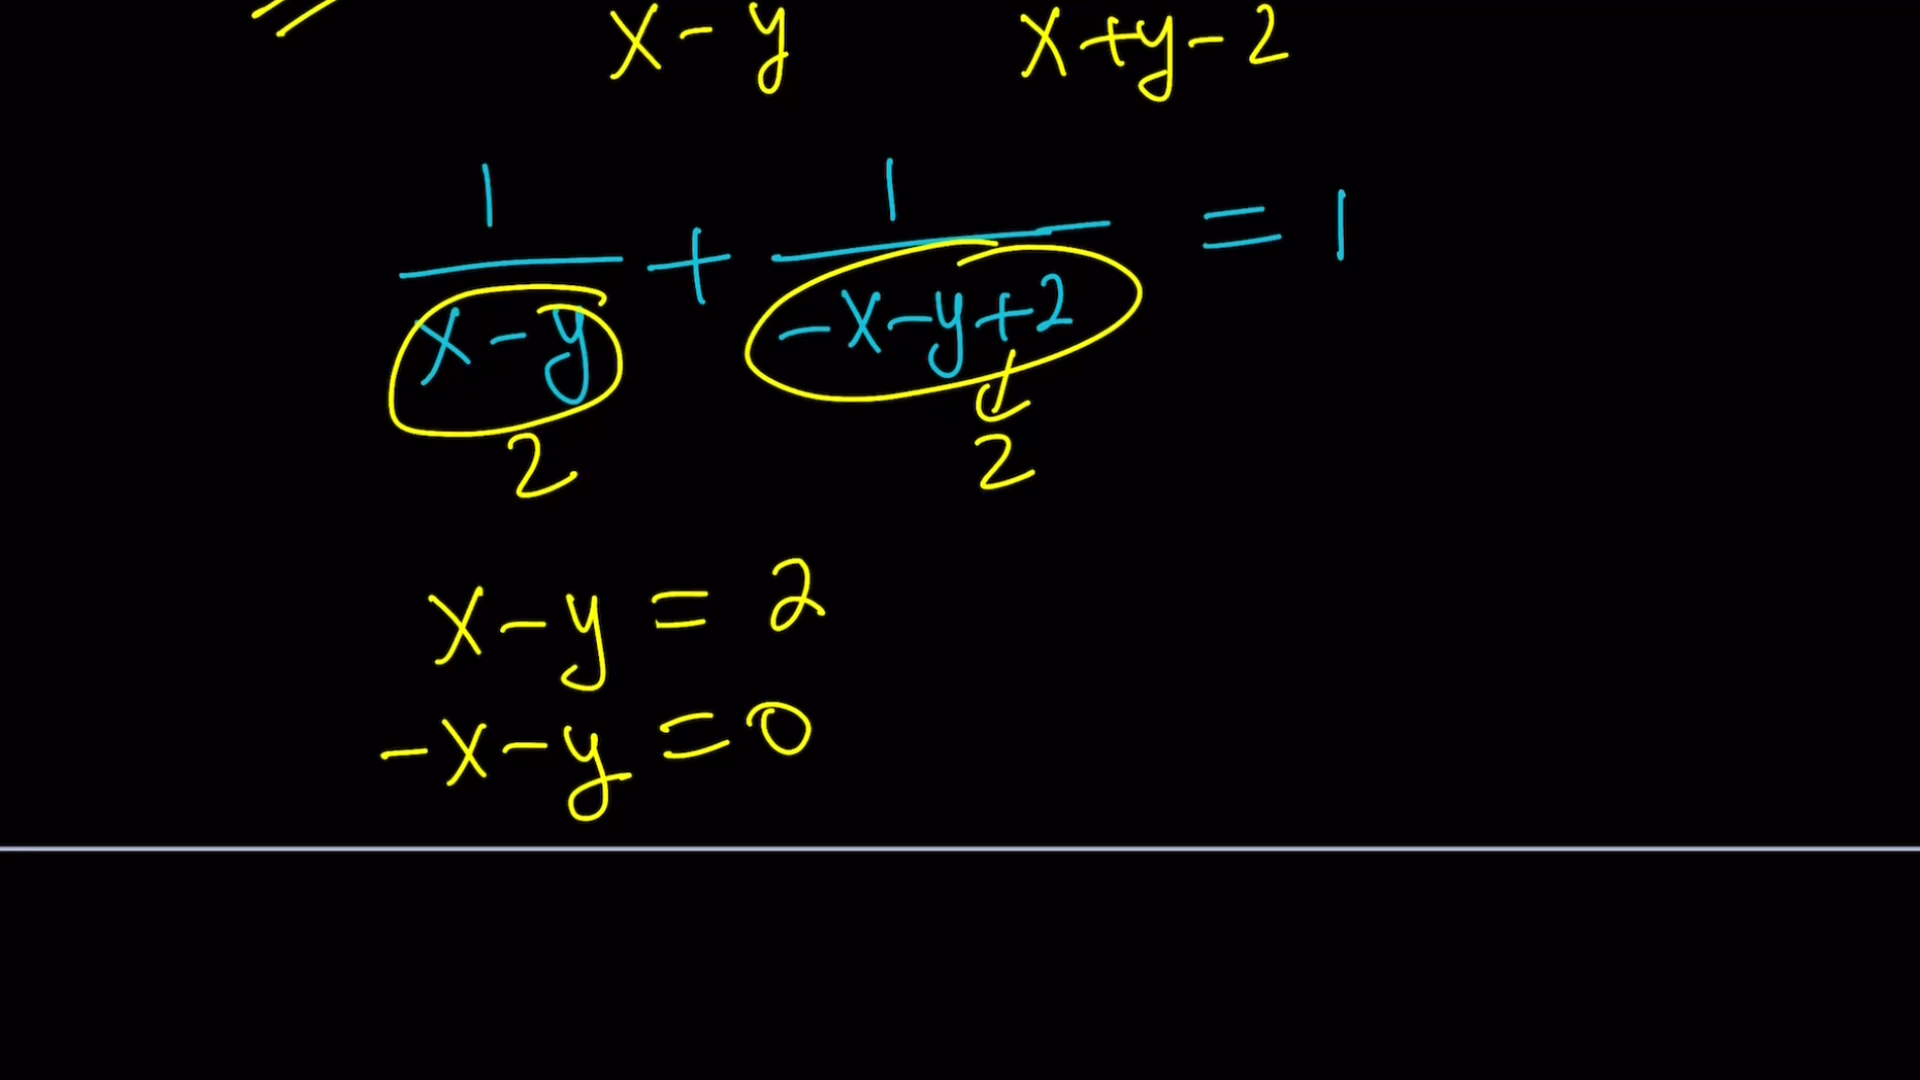 x - y x+y-2
1/(x-y) + 1/(-x-y+2) = 1
2 2
x-y = 2
-x-y = 0